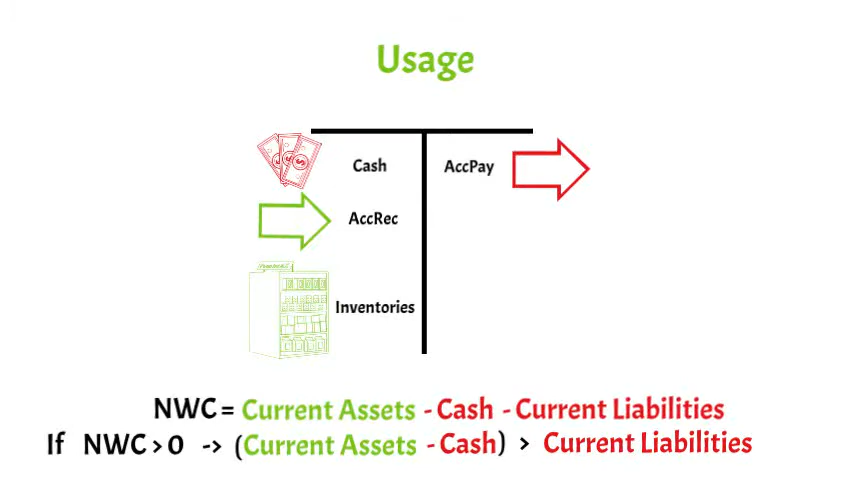 Usage
Cash AccPay
AccRec
Inventories
NWC = Current Assets - Cash - Current Liabilities
If NWC > 0 -> (Current Assets - Cash) > Current Liabilities